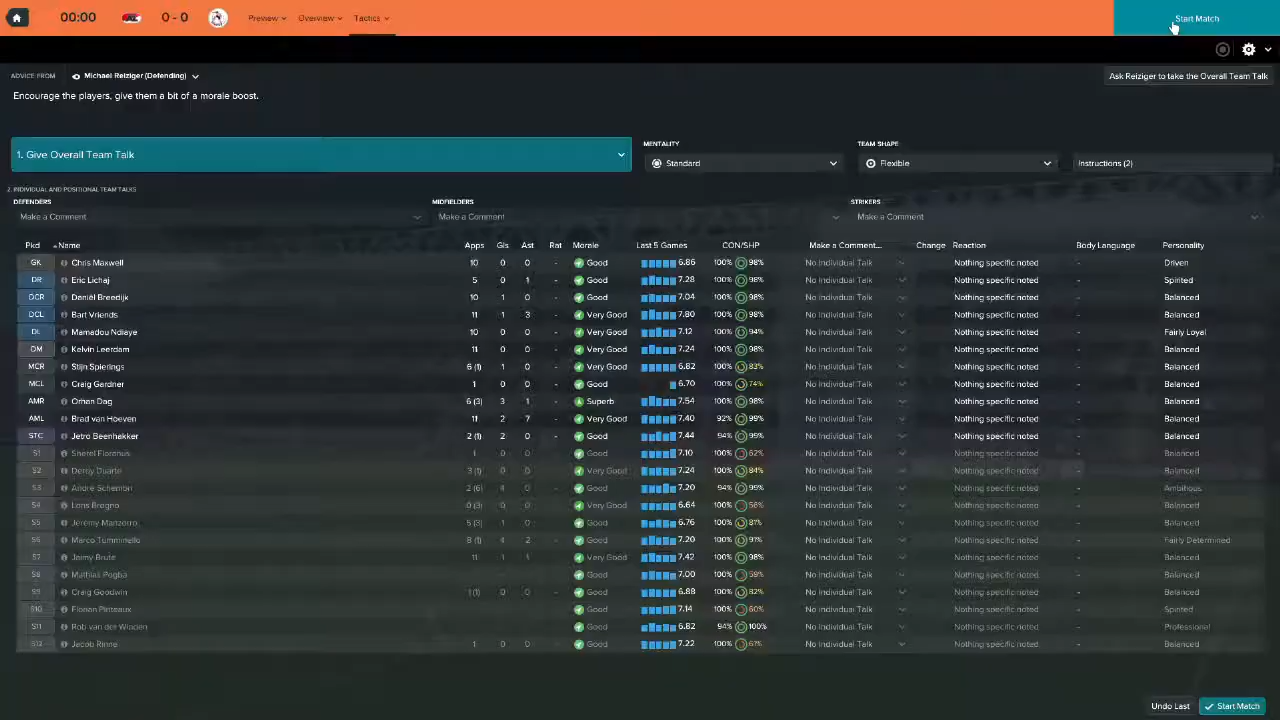 00:00 0 - 0 Preview Overview Tactics Start Match
ADVICE FROM Michael Reiziger (Defending) Ask Reiziger to take the Overall Team Talk
Encourage the players, give them a bit of a morale boost.
MENTALITY TEAM SHAPE
1. Give Overall Team Talk Standard Flexible Instructions (2)
2. INDIVIDUAL AND POSITIONAL TEAM TALKS
DEFENDERS MIDFIELDERS STRIKERS
Make a Comment Make a Comment Make a Comment
Pkd Name Apps Gls Ast Rat Morale Last 5 Games CON/SHP Make a Comment... Change Reaction Body Language Personality
GK Chris Maxwell 10 0 0 - Good 6.86 100% 98% No Individual Talk Nothing specific noted - Driven
DR Eric Lichaj 5 0 1 - Good 7.28 100% 98% No Individual Talk Nothing specific noted - Spirited
DCR Daniël Breedijk 10 1 0 - Good 7.04 100% 98% No Individual Talk Nothing specific noted - Balanced
DCL Bart Vriends 11 1 3 - Very Good 7.80 100% 98% No Individual Talk Nothing specific noted - Balanced
DL Mamadou Ndiaye 10 0 0 - Very Good 7.12 100% 94% No Individual Talk Nothing specific noted - Fairly Loyal
DM Kelvin Leerdam 11 0 0 - Very Good 7.24 100% 98% No Individual Talk Nothing specific noted - Balanced
MCR Stijn Spierings 6 (1) 1 0 - Very Good 6.82 100% 83% No Individual Talk Nothing specific noted - Balanced
MCL Craig Gardner 1 0 0 - Good 6.70 100% 74% No Individual Talk Nothing specific noted - Balanced
AMR Orhan Dag 6 (3) 3 1 - Superb 7.54 100% 98% No Individual Talk Nothing specific noted - Balanced
AML Brad van Hoeven 11 2 7 - Very Good 7.40 92% 99% No Individual Talk Nothing specific noted - Balanced
STC Jetro Beenhakker 2 (1) 2 0 - Good 7.44 94% 99% No Individual Talk Nothing specific noted - Balanced
S1 Sherel Floranus 1 0 0 - Good 7.10 100% 62% No Individual Talk Nothing specific noted - Balanced
S2 Deroy Duarte 3 (1) 0 0 - Very Good 7.24 100% 84% No Individual Talk Nothing specific noted - Balanced
S3 André Schembri 2 (6) 4 0 - Good 7.20 94% 99% No Individual Talk Nothing specific noted - Ambitious
S4 0 (3) 0 0 - Very Good 6.64 100% 56% No Individual Talk Nothing specific noted - Balanced
S5 Jeremy Manzorro 5 (3) 1 0 - Good 6.76 100% 81% No Individual Talk Nothing specific noted - Balanced
S6 Marco Tumminello 8 (1) 4 2 - Good 7.20 100% 97% No Individual Talk Nothing specific noted - Fairly Determined
S7 Jaimy Brute 11 1 1 - Very Good 7.42 100% 98% No Individual Talk Nothing specific noted - Balanced
S8 Mathias Pogba Good 7.00 100% 59% No Individual Talk Nothing specific noted - Balanced
S9 Craig Goodwin 1 (1) 0 0 - Good 6.88 100% 82% No Individual Talk Nothing specific noted - Balanced
S10 Florian Pinteaux Good 7.14 100% 60% No Individual Talk Nothing specific noted - Spirited
S11 Rob van der Winden Good 6.82 94% 100% No Individual Talk Nothing specific noted - Professional
S12 Jacob Rinne 1 0 0 - Good 7.22 100% 67% No Individual Talk Nothing specific noted - Balanced
Undo Last Start Match